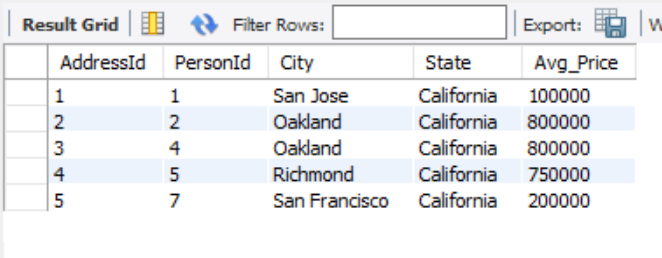 Result Grid Filter Rows: Export: W
AddressId PersonId City State Avg_Price
1 1 San Jose California 100000
2 2 Oakland California 800000
3 4 Oakland California 800000
4 5 Richmond California 750000
5 7 San Francisco California 200000